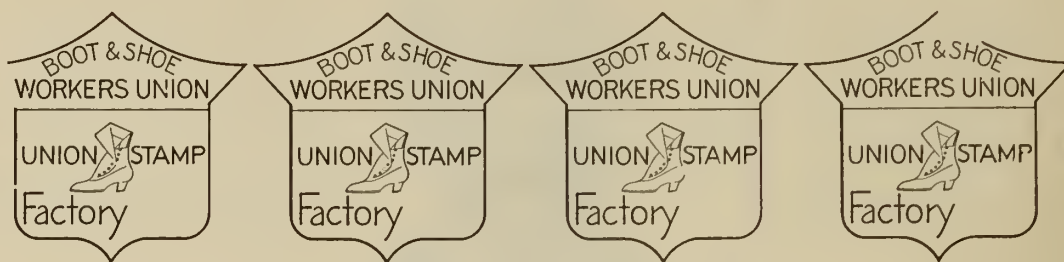 BOOT & SHOE BOOT & SHOE BOOT & SHOE BOOT & SHOE
WORKERS UNION WORKERS UNION WORKERS UNION WORKERS UNION
UNION STAMP UNION STAMP UNION STAMP UNION STAMP
Factory Factory Factory Factory